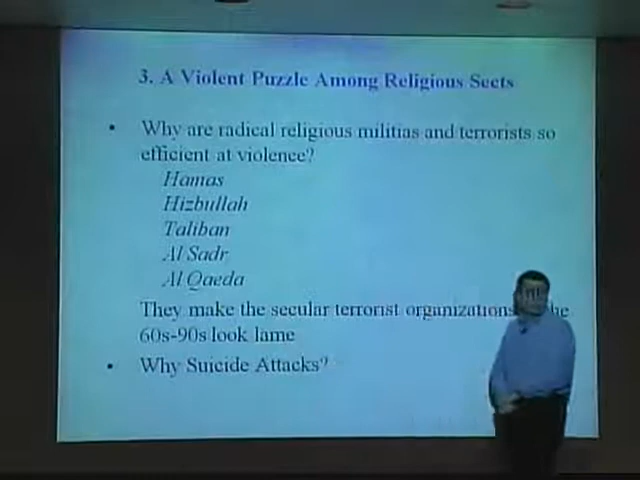 3. A Violent Puzzle Among Religious Sects
• Why are radical religious militias and terrorists so
efficient at violence?
Hamas
Hizbullah
Taliban
Al Sadr
Al Qaeda
They make the secular terrorist organizations
60s-90s look lame
• Why Suicide Attacks?